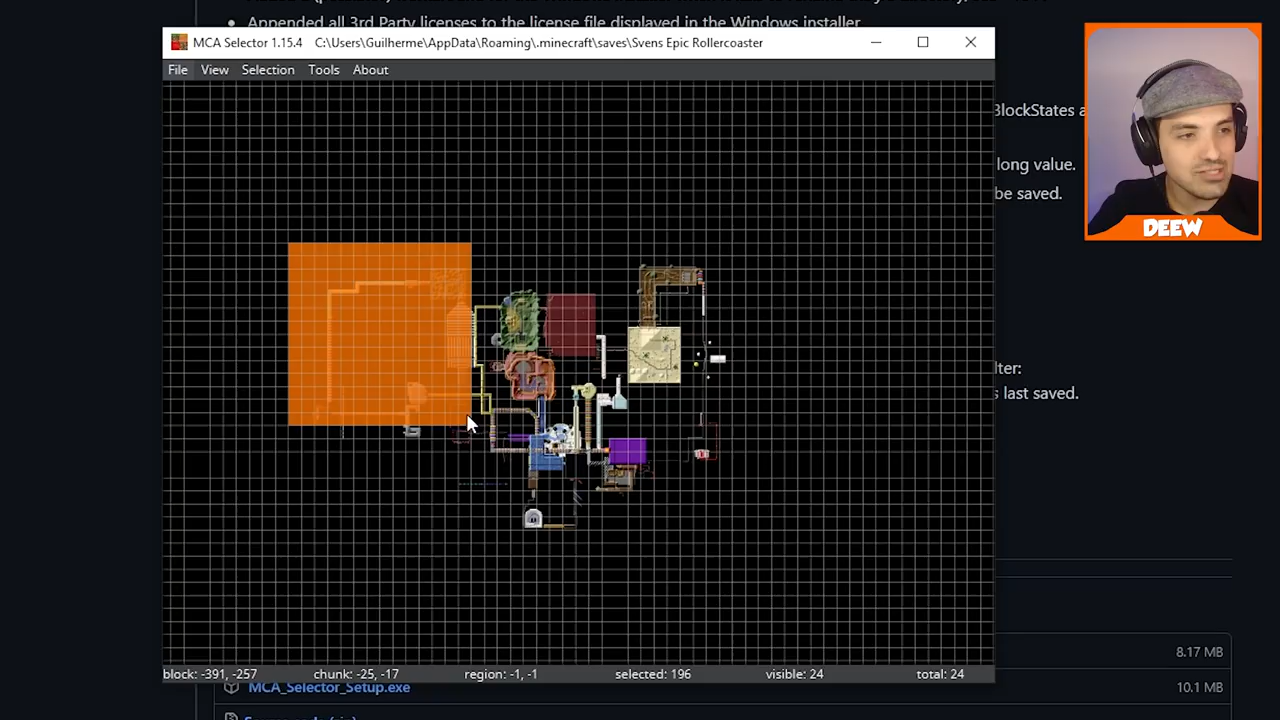 Appended all 3rd Party licenses to the license file displayed in the Windows installer
MCA Selector 1.15.4 C:\Users\Guilherme\AppData\Roaming\.minecraft\saves\Svens Epic Rollercoaster
File View Selection Tools About
BlockStates a
long value.
be saved.
DEEW
lter:
s last saved.
block: -391, -257 chunk: -25, -17 region: -1, -1 selected: 196 visible: 24 total: 24
8.17 MB
MCA_Selector_Setup.exe 10.1 MB